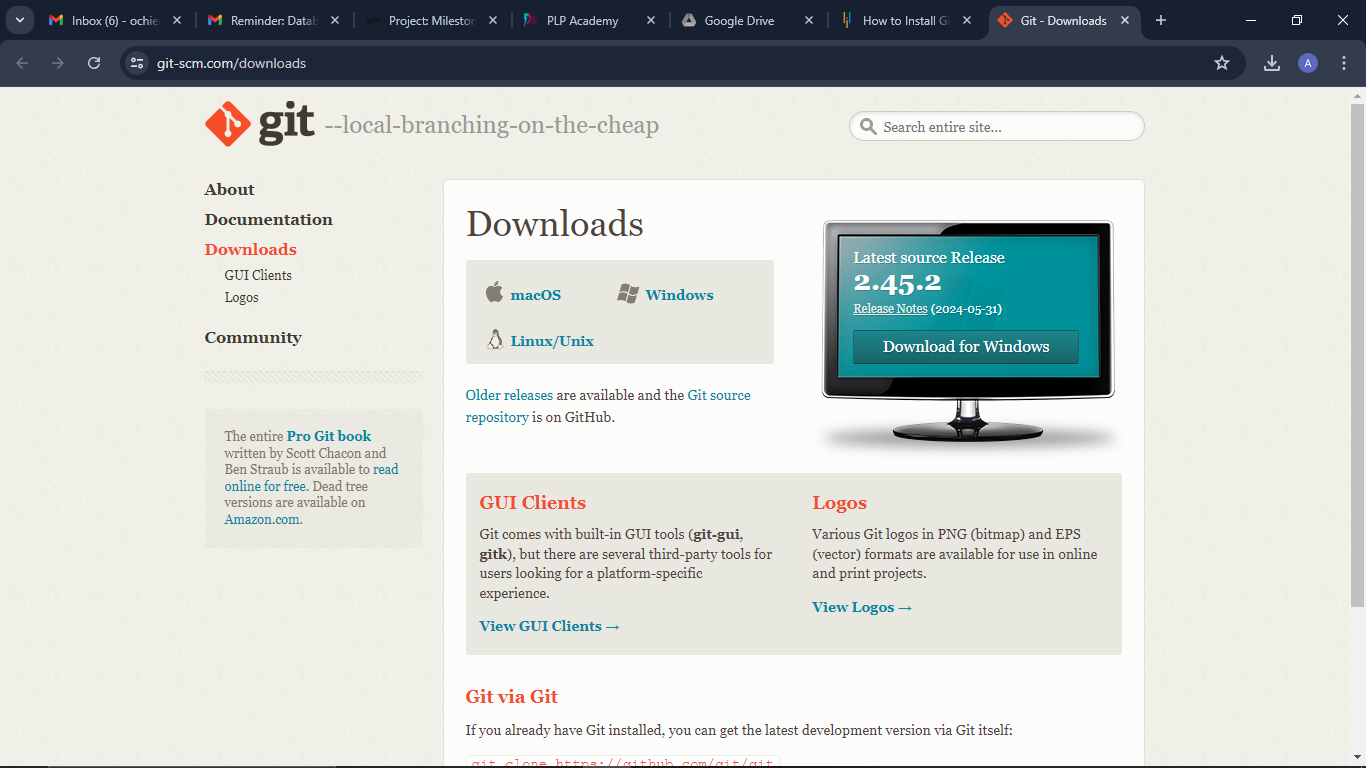 Inbox (6) - ochie
Reminder: Datab
Project: Mileston
PLP Academy
Google Drive
How to Install Gi
Git - Downloads
git-scm.com/downloads
A
git --local-branching-on-the-cheap
Search entire site...
About
Documentation
Downloads
GUI Clients
Logos
Community
The entire Pro Git book
written by Scott Chacon and
Ben Straub is available to read
online for free. Dead tree
versions are available on
Amazon.com.
Downloads
macOS
Windows
Linux/Unix
Older releases are available and the Git source
repository is on GitHub.
Latest source Release
2.45.2
Release Notes (2024-05-31)
Download for Windows
GUI Clients
Git comes with built-in GUI tools (git-gui,
gitk), but there are several third-party tools for
users looking for a platform-specific
experience.
View GUI Clients →
Logos
Various Git logos in PNG (bitmap) and EPS
(vector) formats are available for use in online
and print projects.
View Logos →
Git via Git
If you already have Git installed, you can get the latest development version via Git itself:
git clone https://github.com/git/git